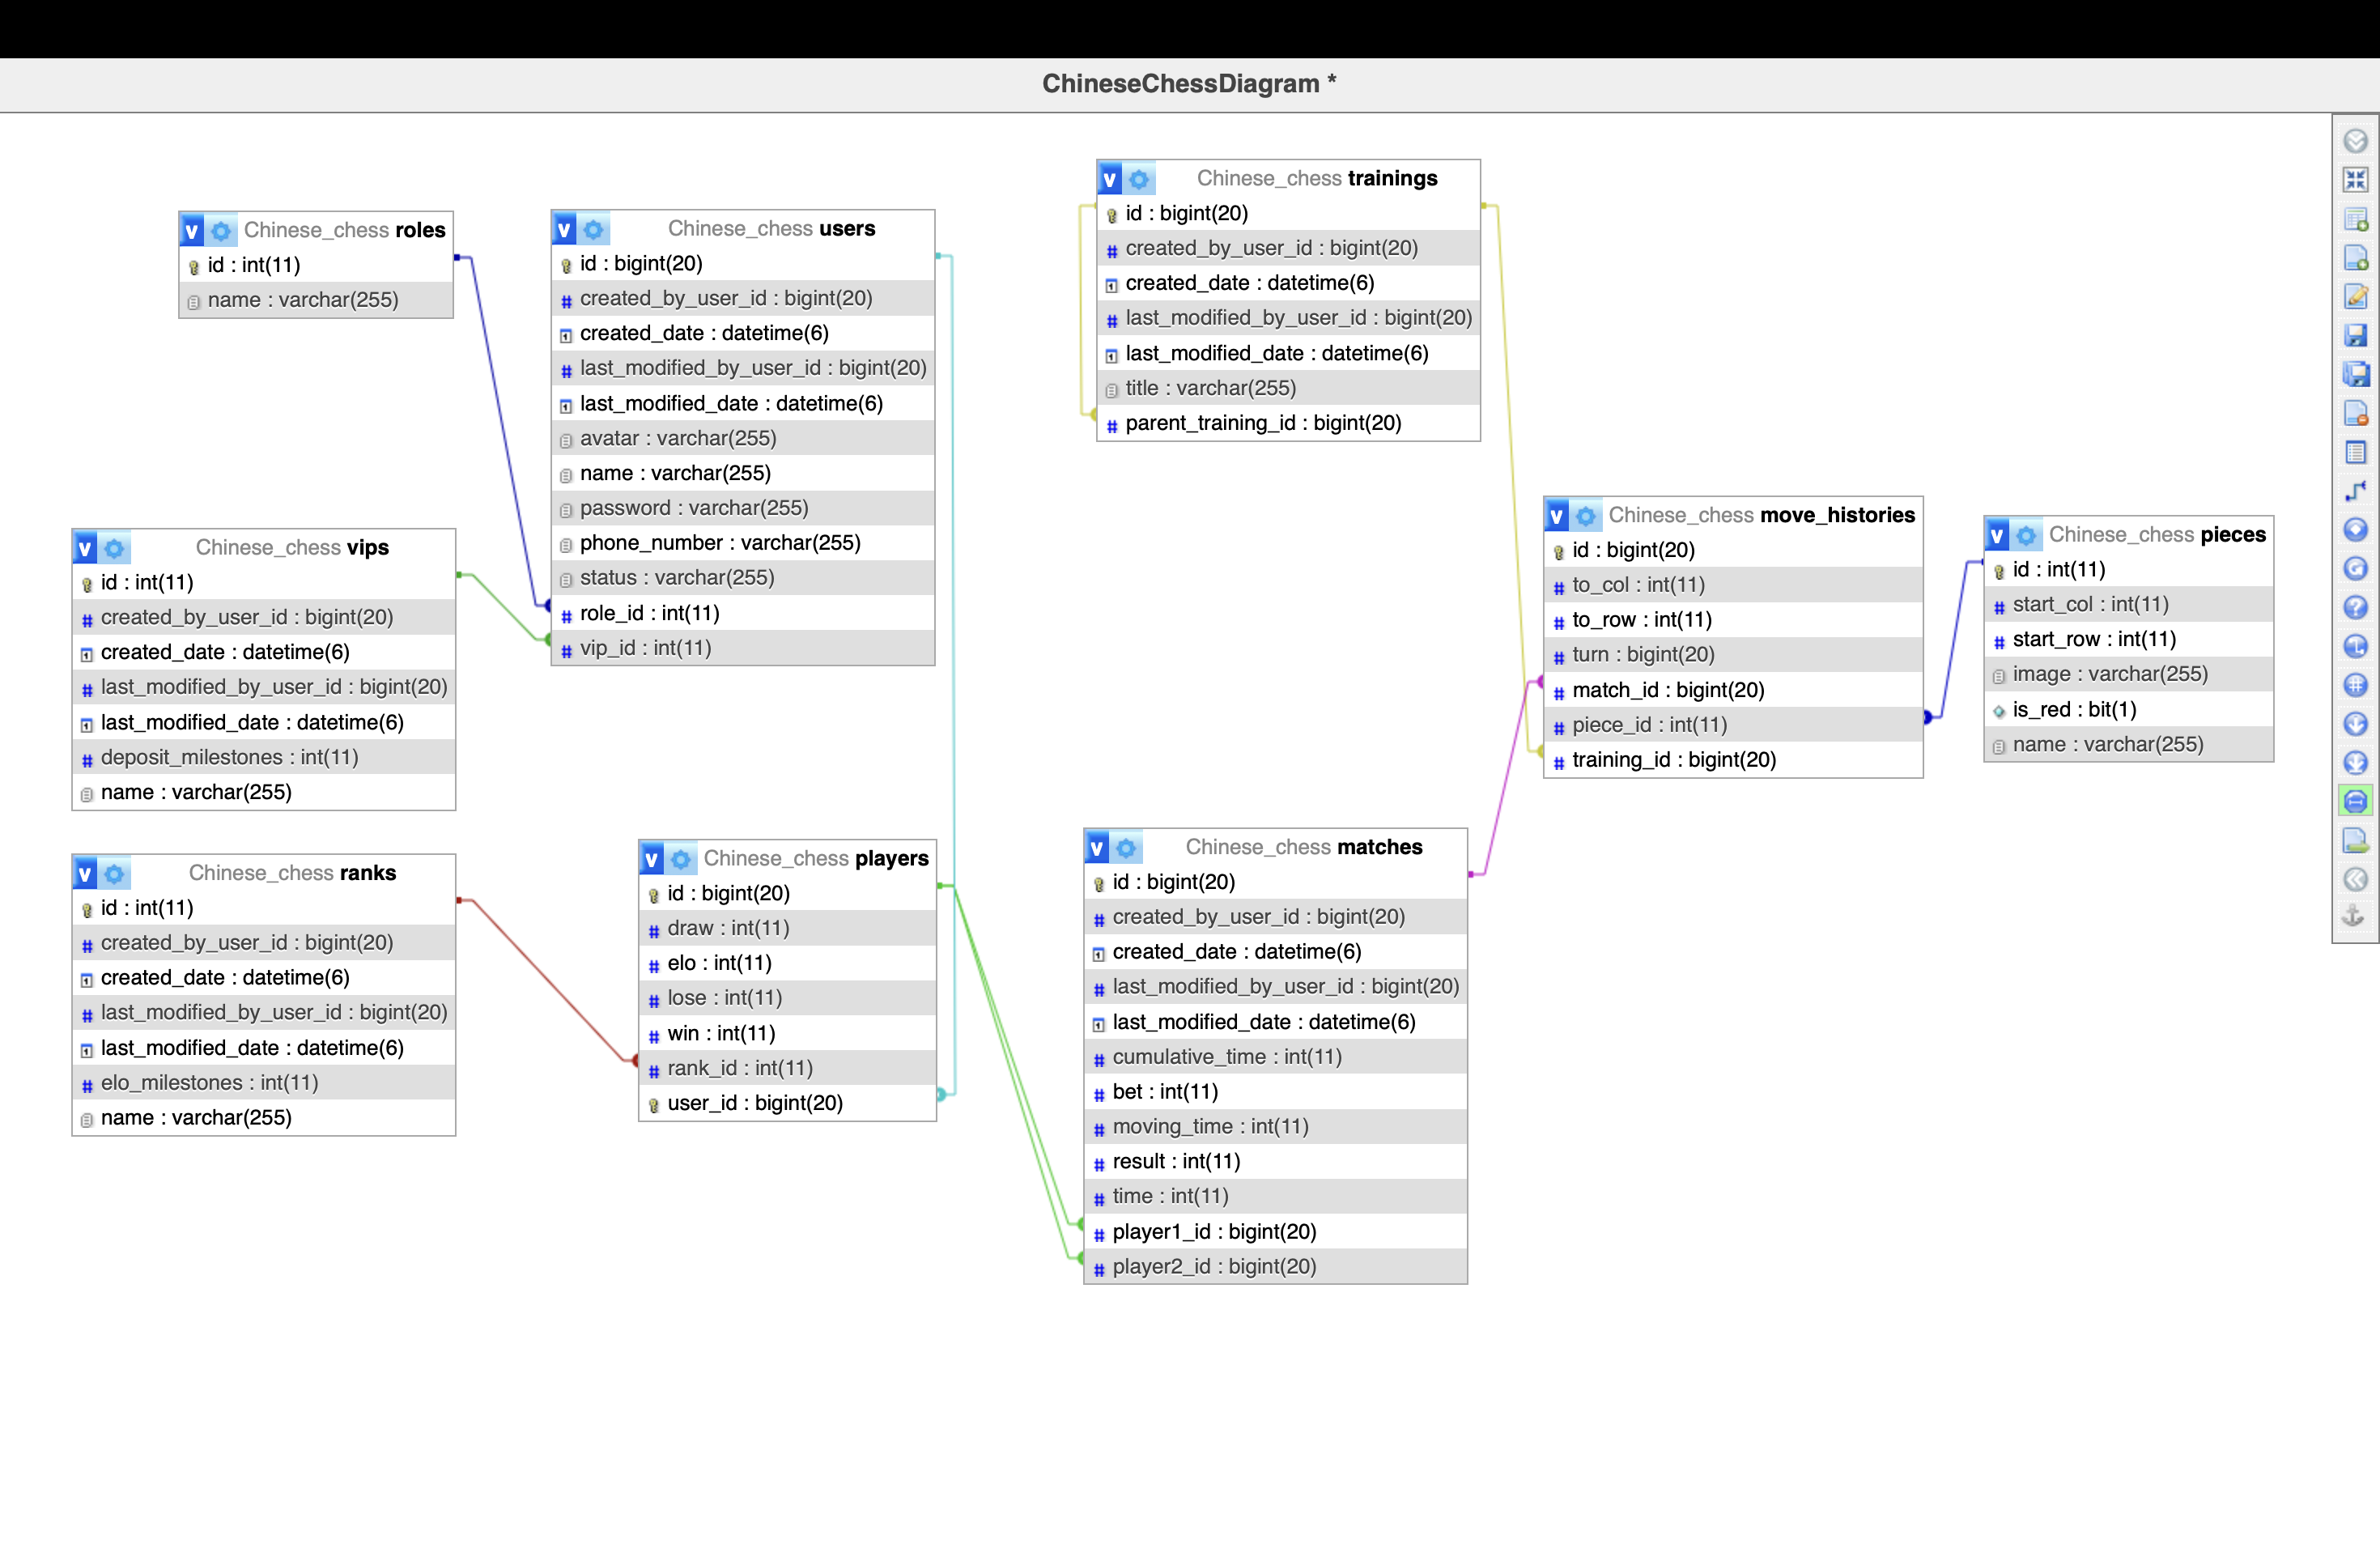 ChineseChessDiagram *
Chinese_chess roles
id : int(11)
name : varchar(255)
Chinese_chess users
id : bigint(20)
created_by_user_id : bigint(20)
created_date : datetime(6)
last_modified_by_user_id : bigint(20)
last_modified_date : datetime(6)
avatar : varchar(255)
name : varchar(255)
password : varchar(255)
phone_number : varchar(255)
status : varchar(255)
role_id : int(11)
vip_id : int(11)
Chinese_chess trainings
id : bigint(20)
created_by_user_id : bigint(20)
created_date : datetime(6)
last_modified_by_user_id : bigint(20)
last_modified_date : datetime(6)
title : varchar(255)
parent_training_id : bigint(20)
Chinese_chess move_histories
id : bigint(20)
to_col : int(11)
to_row : int(11)
turn : bigint(20)
match_id : bigint(20)
piece_id : int(11)
training_id : bigint(20)
Chinese_chess pieces
id : int(11)
start_col : int(11)
start_row : int(11)
image : varchar(255)
is_red : bit(1)
name : varchar(255)
Chinese_chess vips
id : int(11)
created_by_user_id : bigint(20)
created_date : datetime(6)
last_modified_by_user_id : bigint(20)
last_modified_date : datetime(6)
deposit_milestones : int(11)
name : varchar(255)
Chinese_chess ranks
id : int(11)
created_by_user_id : bigint(20)
created_date : datetime(6)
last_modified_by_user_id : bigint(20)
last_modified_date : datetime(6)
elo_milestones : int(11)
name : varchar(255)
Chinese_chess players
id : bigint(20)
draw : int(11)
elo : int(11)
lose : int(11)
win : int(11)
rank_id : int(11)
user_id : bigint(20)
Chinese_chess matches
id : bigint(20)
created_by_user_id : bigint(20)
created_date : datetime(6)
last_modified_by_user_id : bigint(20)
last_modified_date : datetime(6)
cumulative_time : int(11)
bet : int(11)
moving_time : int(11)
result : int(11)
time : int(11)
player1_id : bigint(20)
player2_id : bigint(20)